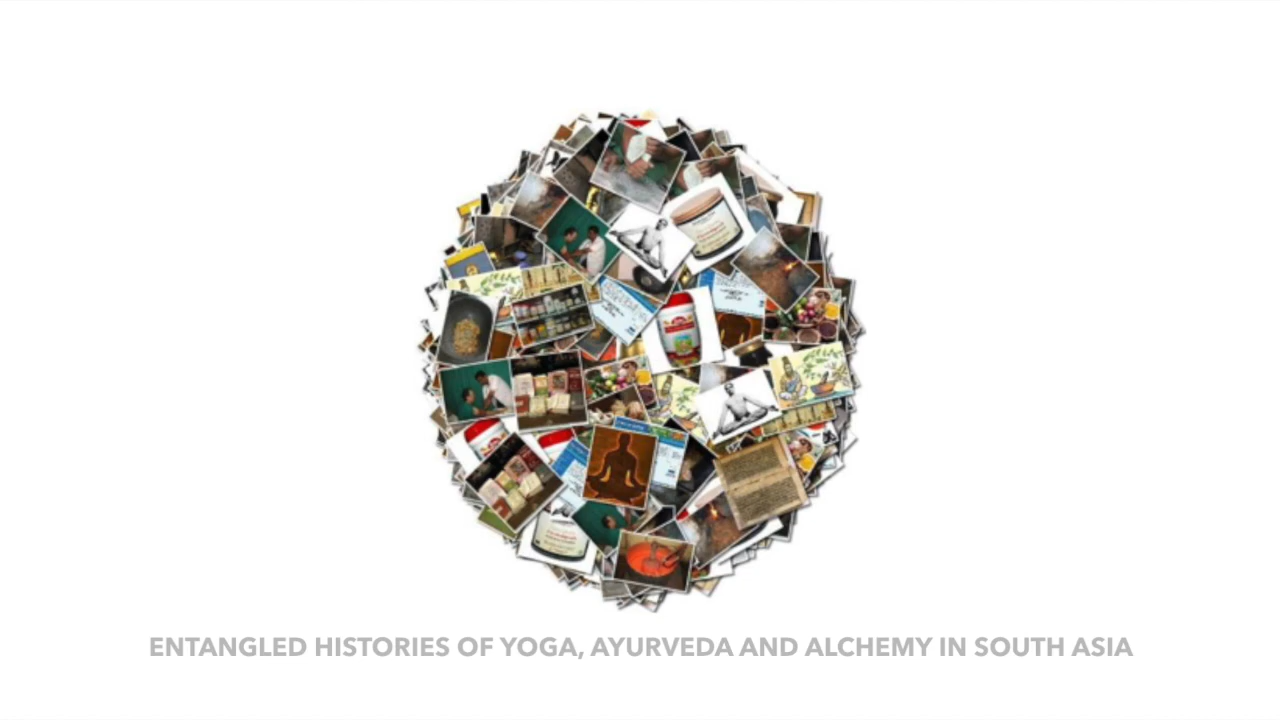 ENTANGLED HISTORIES OF YOGA, AYURVEDA AND ALCHEMY IN SOUTH ASIA